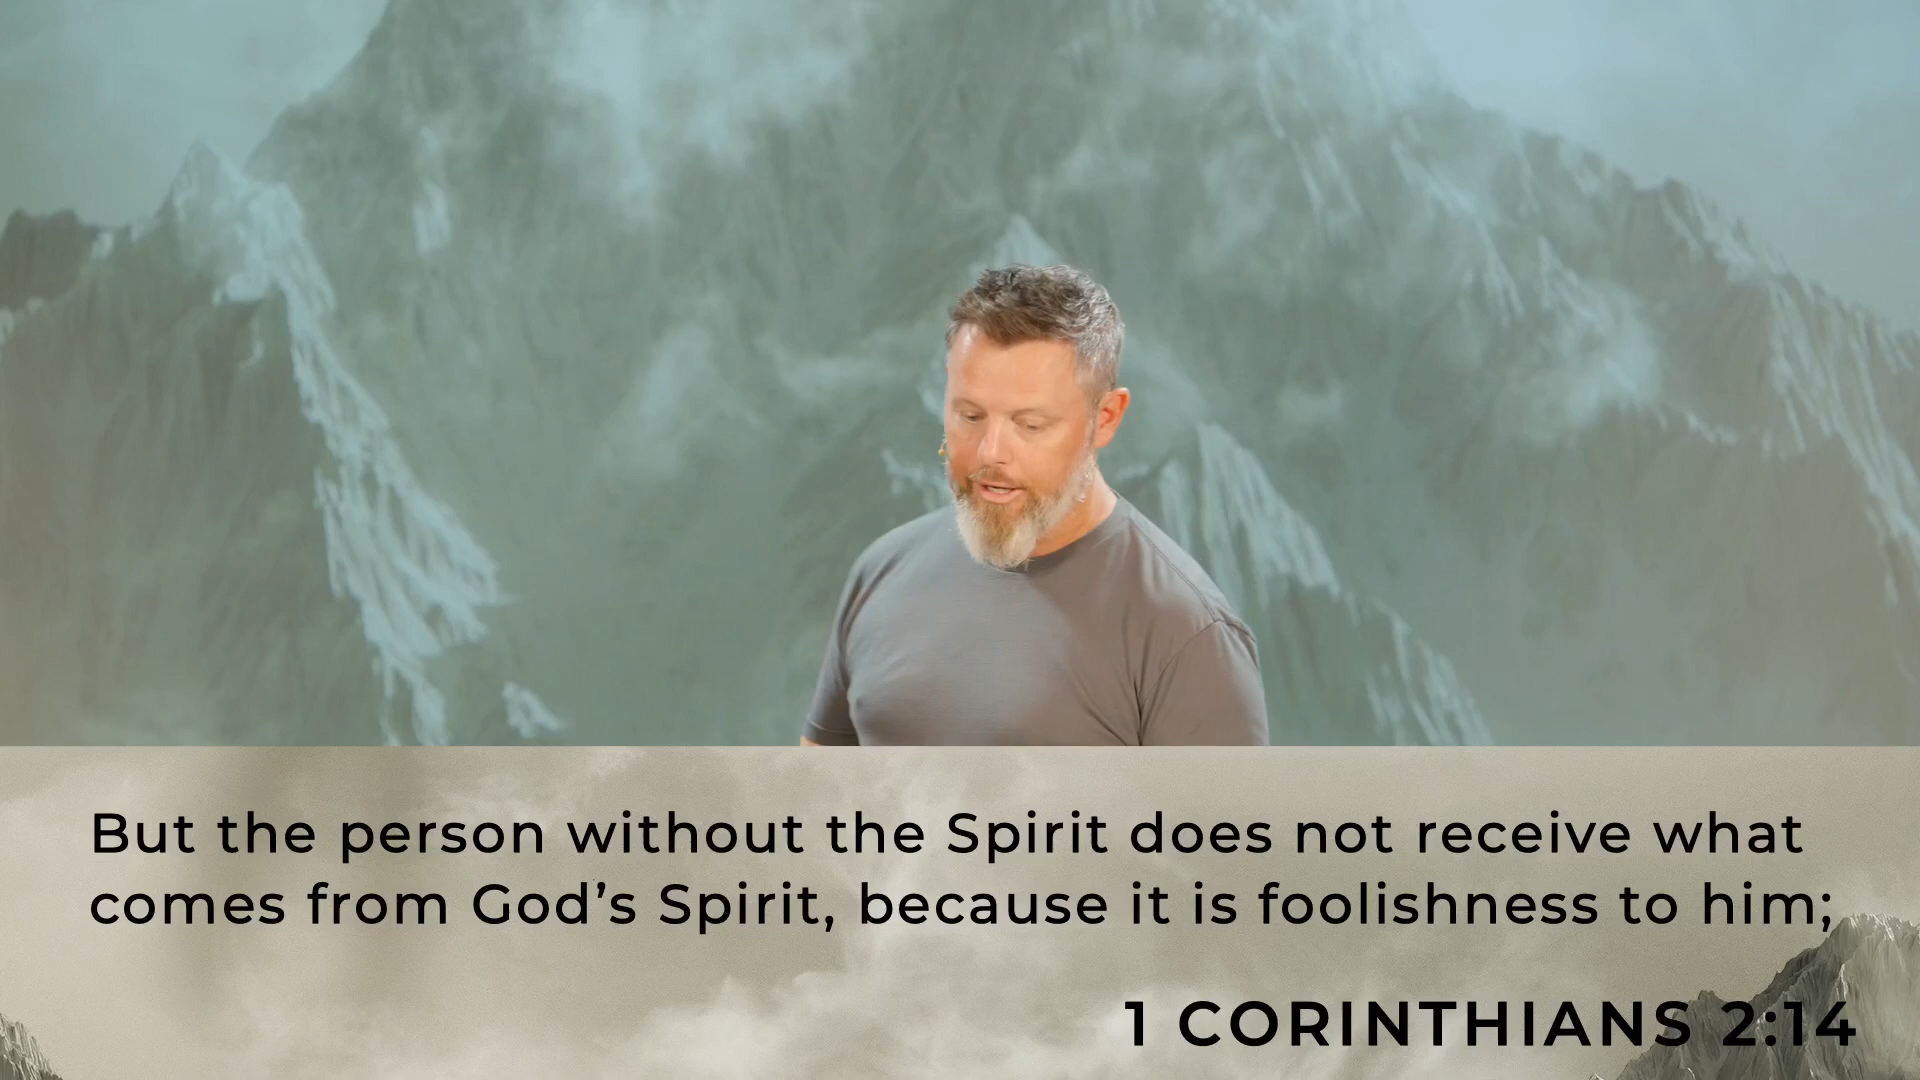 But the person without the Spirit does not receive what
comes from God’s Spirit, because it is foolishness to him;
1 CORINTHIANS 2:14